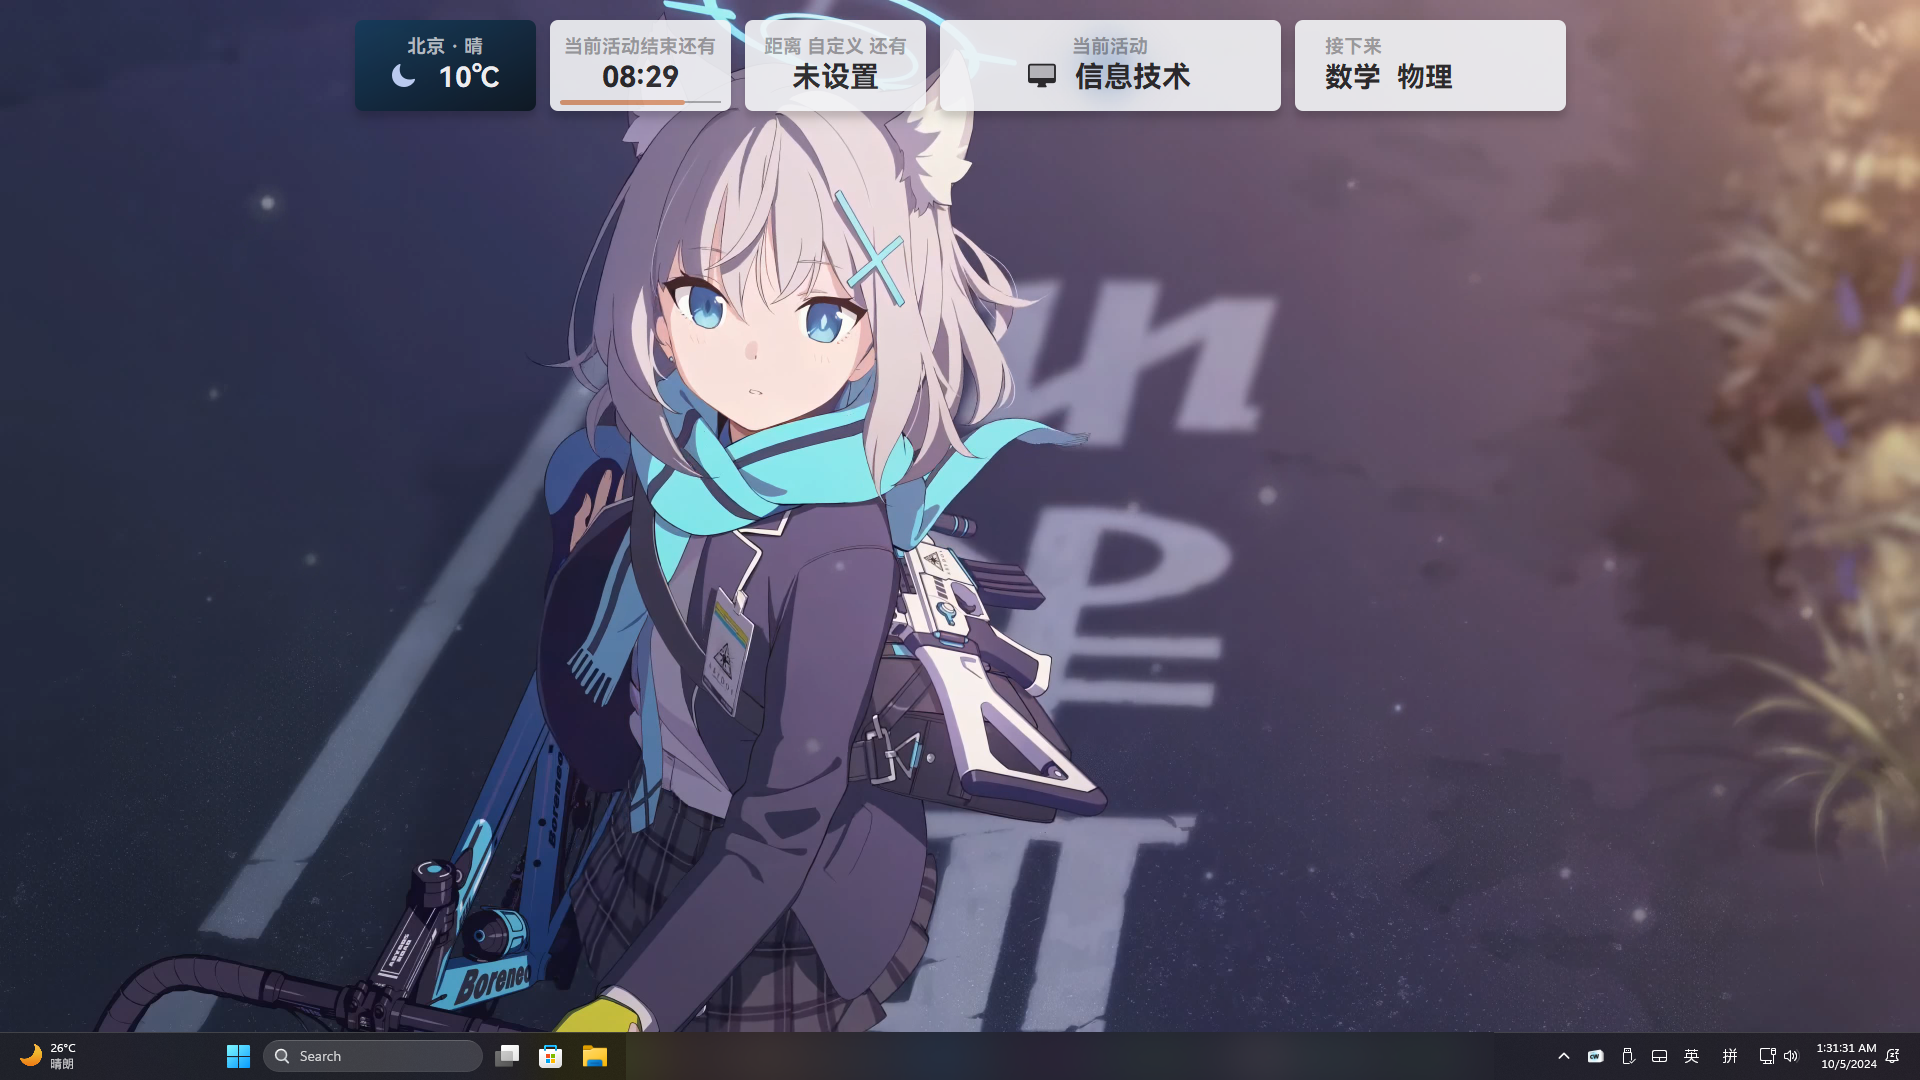 北京 · 晴
10℃
当前活动结束还有
08:29
距离 自定义 还有
未设置
当前活动
信息技术
接下来
数学 物理
Boreneo
26°C
晴朗
Search
英
拼
1:31:31 AM
10/5/2024